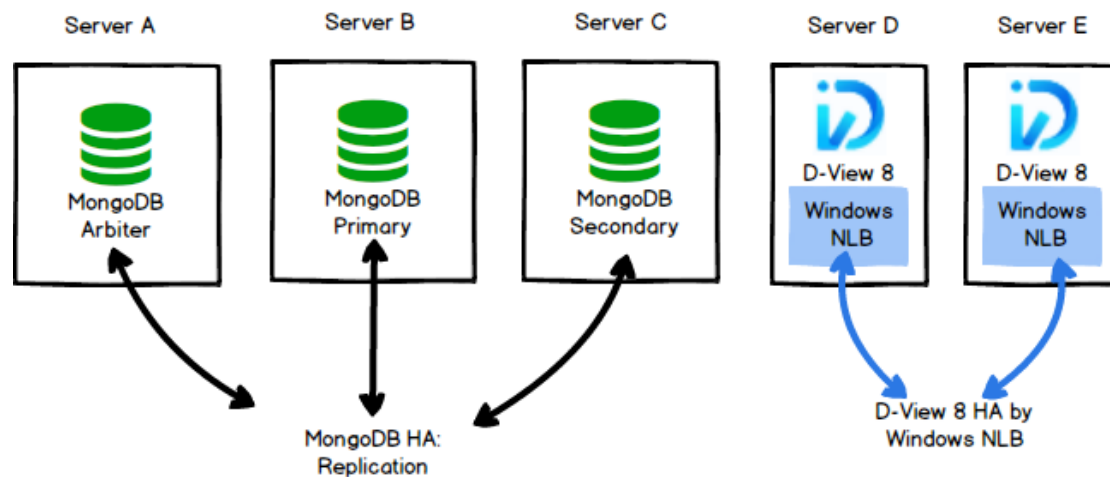 Server A
Server B
Server C
Server D
Server E
MongoDB
Arbiter
MongoDB
Primary
MongoDB
Secondary
D-View 8
Windows
NLB
D-View 8
Windows
NLB
MongoDB HA:
Replication
D-View 8 HA by
Windows NLB